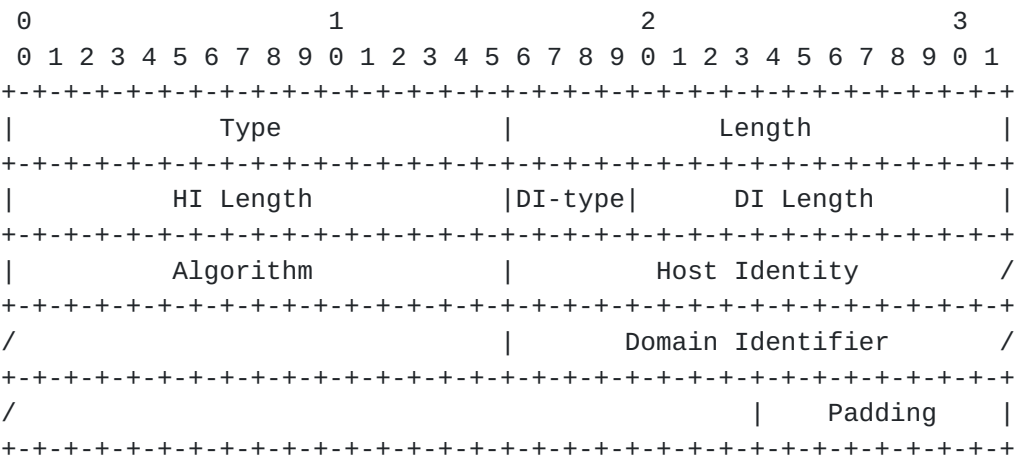 0                   1                   2                   3
 0 1 2 3 4 5 6 7 8 9 0 1 2 3 4 5 6 7 8 9 0 1 2 3 4 5 6 7 8 9 0 1
+-+-+-+-+-+-+-+-+-+-+-+-+-+-+-+-+-+-+-+-+-+-+-+-+-+-+-+-+-+-+-+-+
|             Type              |             Length            |
+-+-+-+-+-+-+-+-+-+-+-+-+-+-+-+-+-+-+-+-+-+-+-+-+-+-+-+-+-+-+-+-+
|          HI Length            |DI-type|      DI Length        |
+-+-+-+-+-+-+-+-+-+-+-+-+-+-+-+-+-+-+-+-+-+-+-+-+-+-+-+-+-+-+-+-+
|          Algorithm            |         Host Identity         /
+-+-+-+-+-+-+-+-+-+-+-+-+-+-+-+-+-+-+-+-+-+-+-+-+-+-+-+-+-+-+-+-+
/                               |       Domain Identifier       /
+-+-+-+-+-+-+-+-+-+-+-+-+-+-+-+-+-+-+-+-+-+-+-+-+-+-+-+-+-+-+-+-+
/                                               |    Padding    |
+-+-+-+-+-+-+-+-+-+-+-+-+-+-+-+-+-+-+-+-+-+-+-+-+-+-+-+-+-+-+-+-+